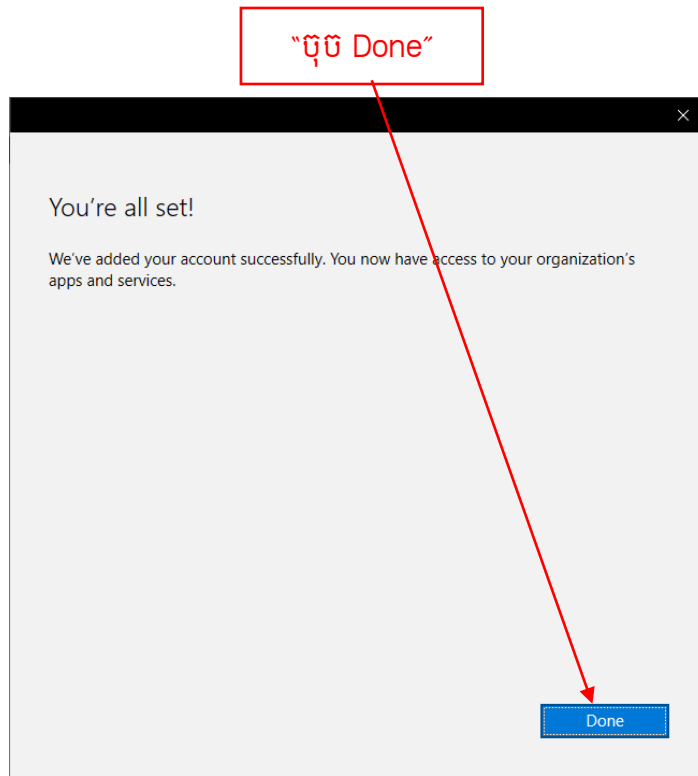 “ចុច Done”
You’re all set!
We’ve added your account successfully. You now have access to your organization’s
apps and services.
Done